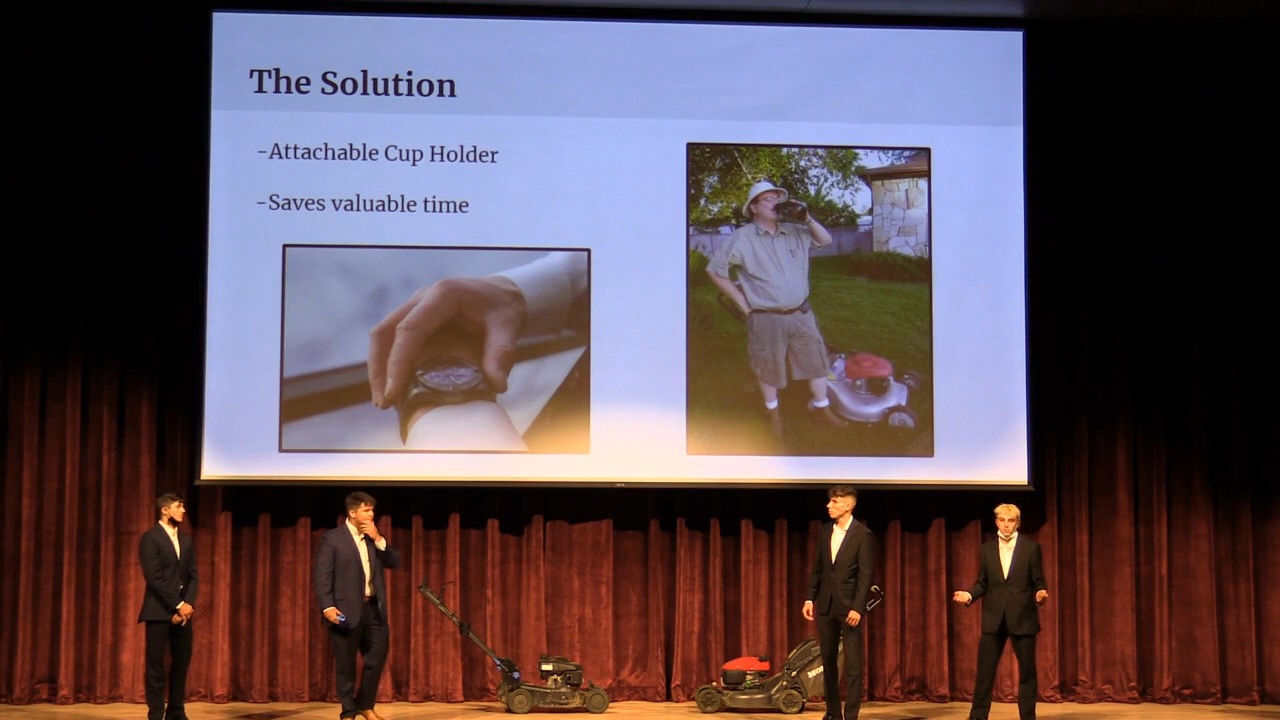 The Solution
-Attachable Cup Holder
-Saves valuable time